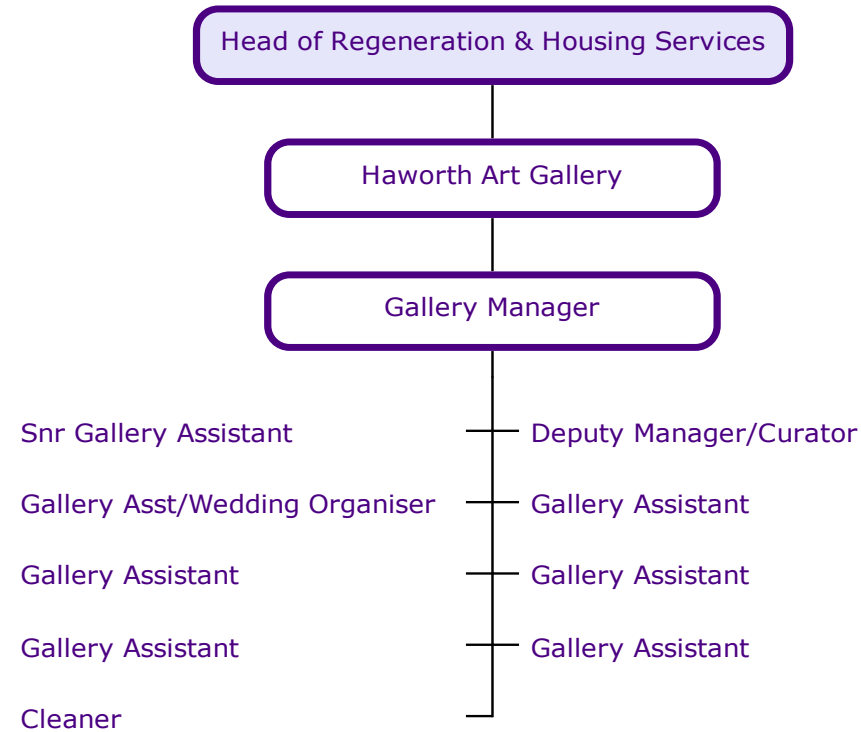 Head of Regeneration & Housing Services
Haworth Art Gallery
Gallery Manager
Snr Gallery Assistant
Deputy Manager/Curator
Gallery Asst/Wedding Organiser
Gallery Assistant
Gallery Assistant
Gallery Assistant
Gallery Assistant
Gallery Assistant
Cleaner